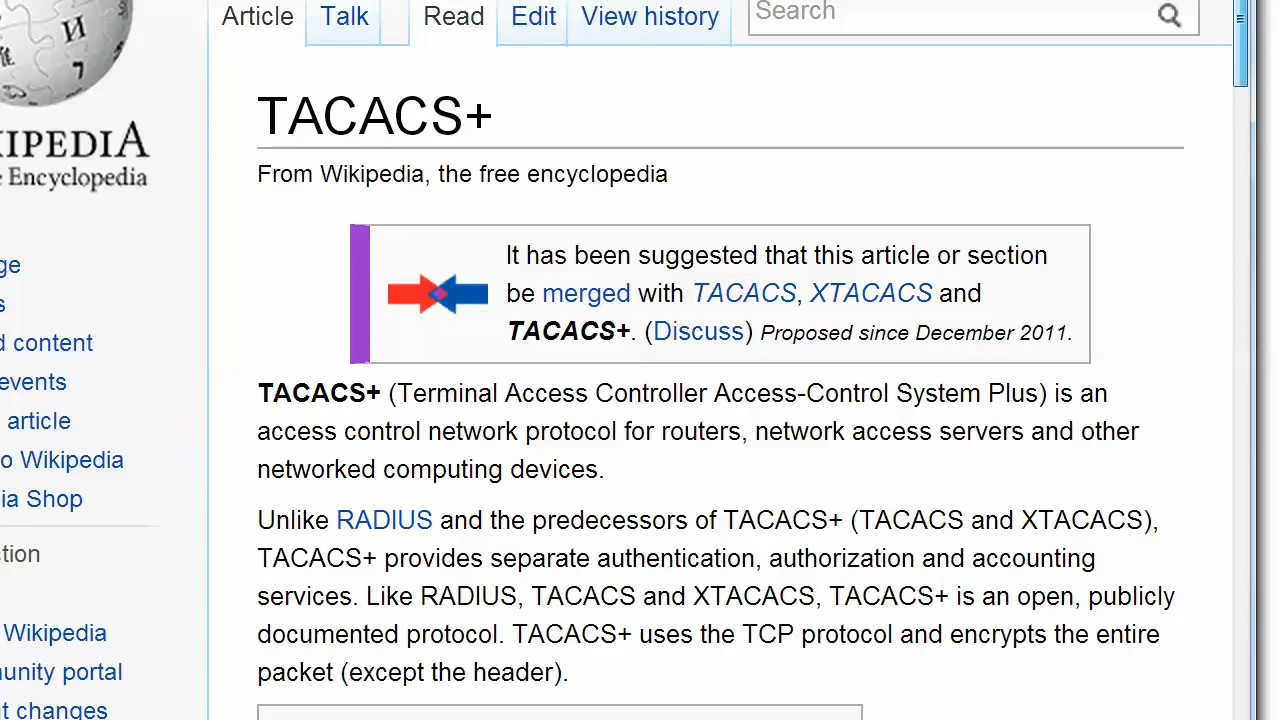 Article Talk Read Edit View history Search
IPEDIA
Encyclopedia
TACACS+
From Wikipedia, the free encyclopedia
It has been suggested that this article or section
be merged with TACACS, XTACACS and
TACACS+. (Discuss) Proposed since December 2011.
TACACS+ (Terminal Access Controller Access-Control System Plus) is an
access control network protocol for routers, network access servers and other
networked computing devices.
Unlike RADIUS and the predecessors of TACACS+ (TACACS and XTACACS),
TACACS+ provides separate authentication, authorization and accounting
services. Like RADIUS, TACACS and XTACACS, TACACS+ is an open, publicly
documented protocol. TACACS+ uses the TCP protocol and encrypts the entire
packet (except the header).
ge
s
d content
events
article
o Wikipedia
ia Shop
ction
Wikipedia
unity portal
t changes